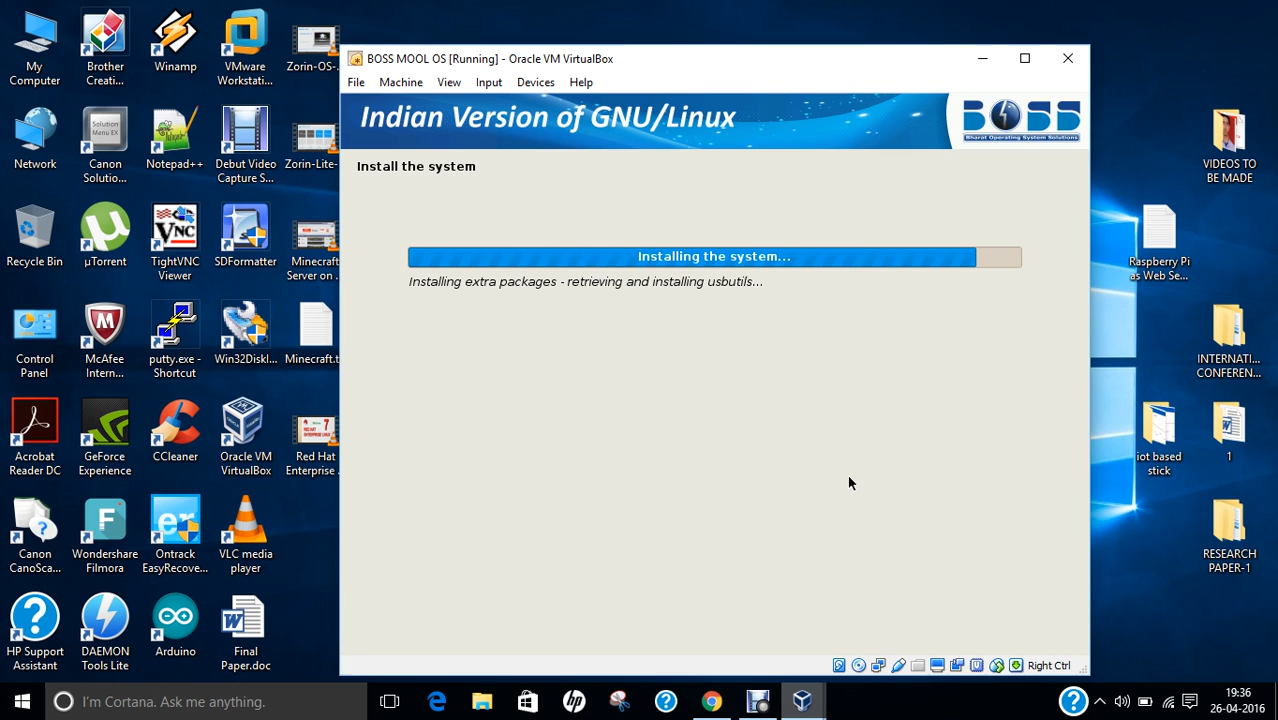 My
Computer
Brother
Creati...
Winamp
VMware
Workstati...
Zorin-OS-.
Network
Canon
Solutio...
Notepad++
Debut Video
Capture S...
Zorin-Lite-
Solution
Menu EX
Recycle Bin
µTorrent
TightVNC
Viewer
SDFormatter
Minecraft
Server on .
VNC
Control
Panel
McAfee
Intern...
putty.exe -
Shortcut
Win32DiskI...
Minecraft.t
Acrobat
Reader DC
GeForce
Experience
CCleaner
Oracle VM
VirtualBox
Red Hat
Enterprise .
Canon
CanoSca...
Wondershare
Filmora
Ontrack
EasyRecove...
VLC media
player
HP Support
Assistant
DAEMON
Tools Lite
Arduino
Final
Paper.doc
BOSS MOOL OS [Running] - Oracle VM VirtualBox
File Machine View Input Devices Help
Indian Version of GNU/Linux
BOSS
Bharat Operating System Solutions
Install the system
Installing the system...
Installing extra packages - retrieving and installing usbutils...
Right Ctrl
VIDEOS TO
BE MADE
Raspberry Pi
as Web Se...
INTERNATI...
CONFEREN...
iot based
stick
1
RESEARCH
PAPER-1
I'm Cortana. Ask me anything.
19:36
26-04-2016